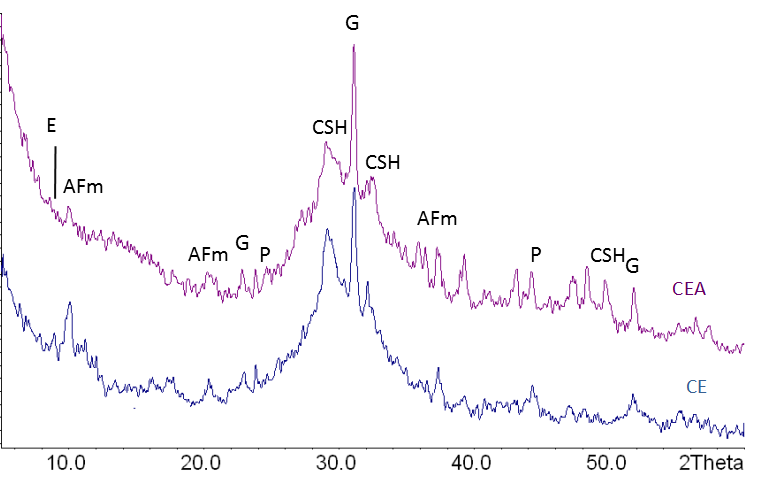 G
E
CSH
CSH
AFm
AFm
AFm
G
P
P
CSH
G
CEA
CE
10.0 20.0 30.0 40.0 50.0 2Theta